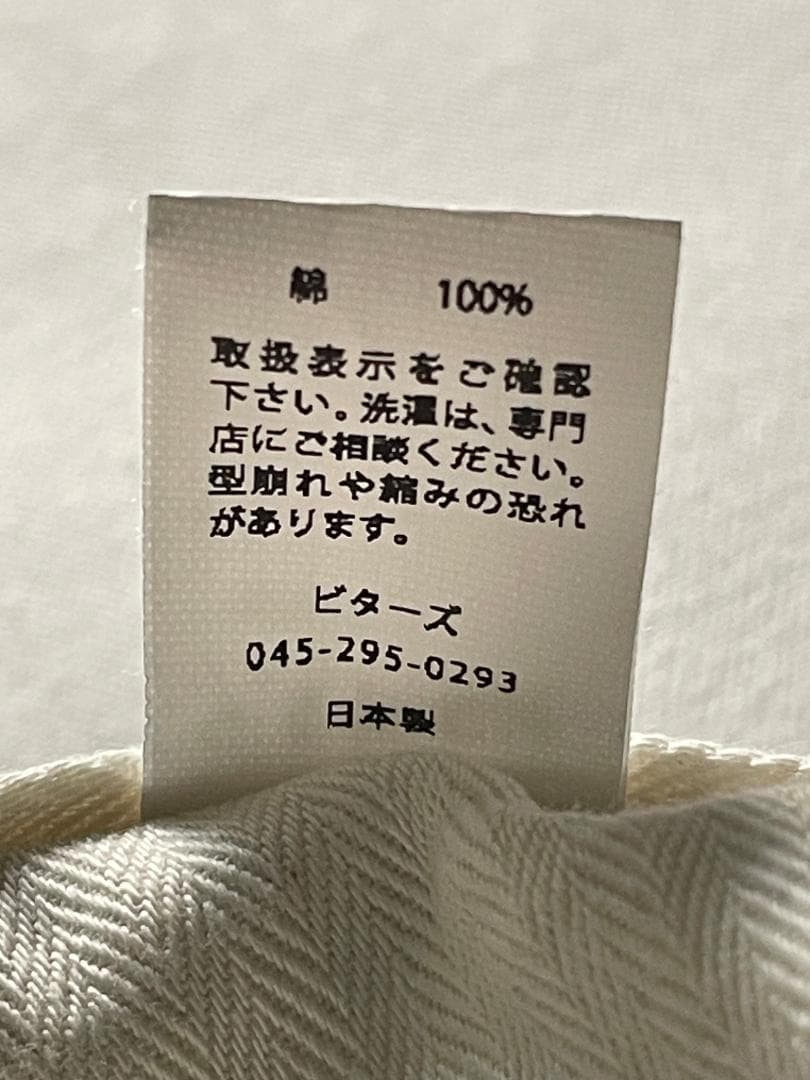 綿 100%
取扱表示をご確認
下さい。洗濯は、専門
店にご相談ください。
型崩れや縮みの恐れ
があります。
ビターズ
045-295-0293
日本製